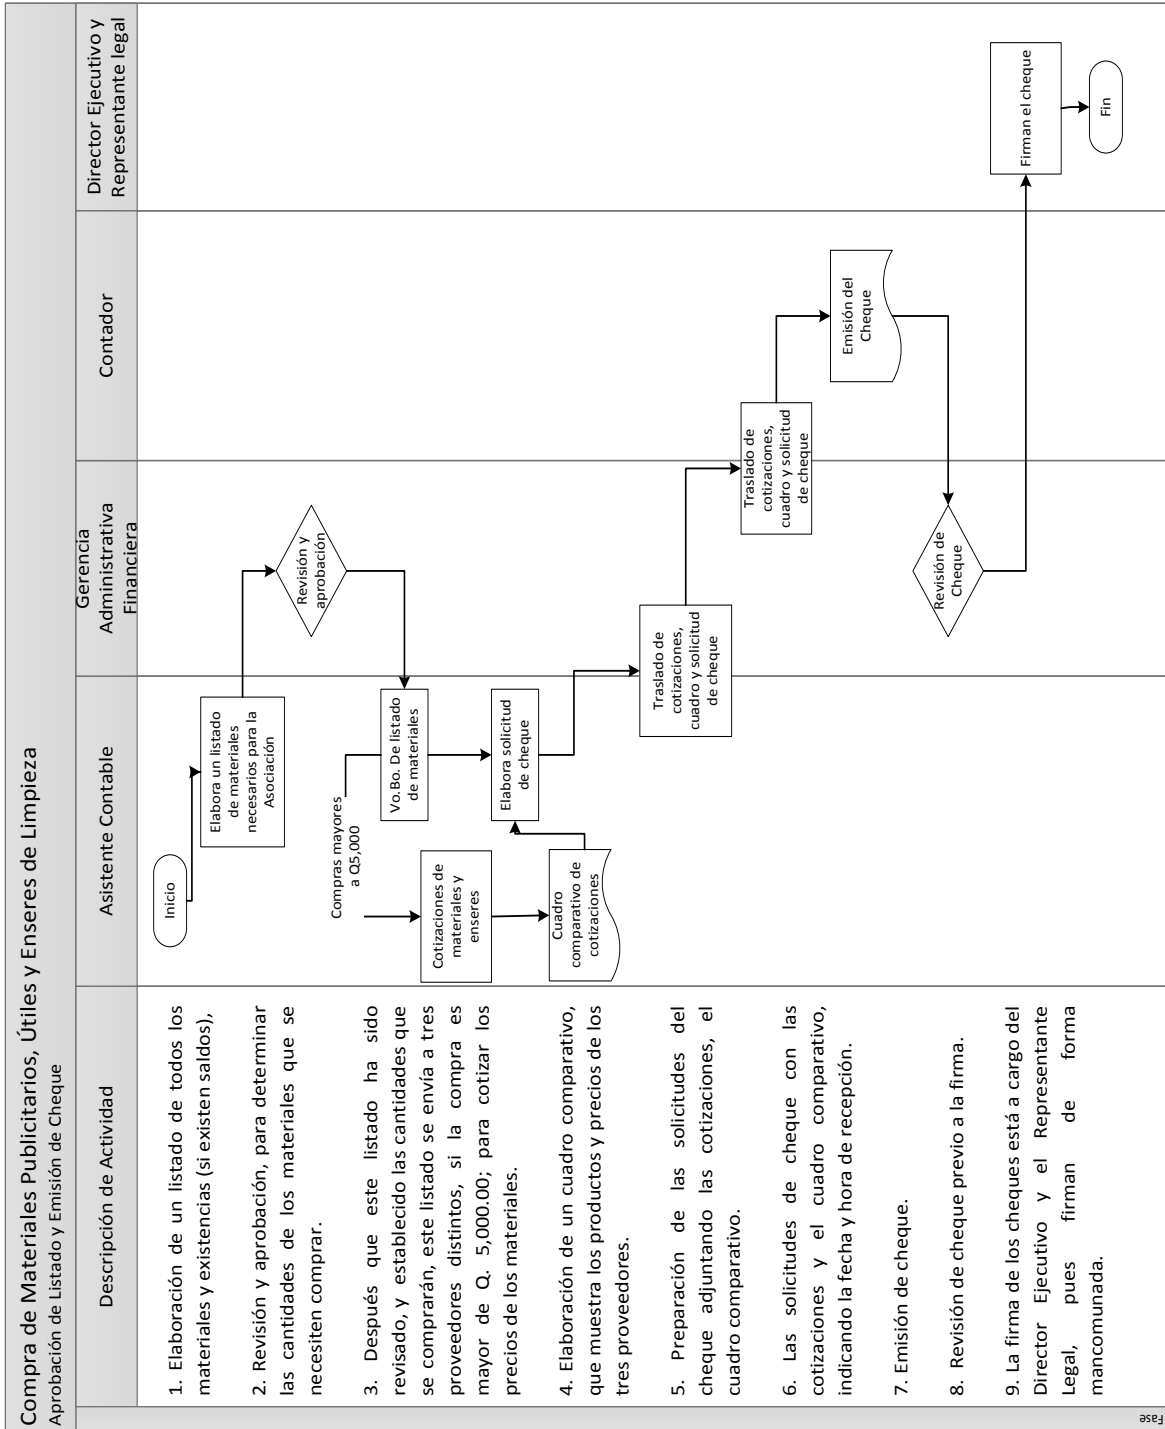 Compra de Materiales Publicitarios, Útiles y Enseres de Limpieza
Aprobación de Listado y Emisión de Cheque
Descripción de Actividad
Asistente Contable
Gerencia
Administrativa
Financiera
Contador
Director Ejecutivo y
Representante legal
1. Elaboración de un listado de todos los
materiales y existencias (si existen saldos),
2. Revisión y aprobación, para determinar
las cantidades de los materiales que se
necesiten comprar.
3. Después que este listado ha sido
revisado, y establecido las cantidades que
se comprarán, este listado se envía a tres
proveedores distintos, si la compra es
mayor de Q. 5,000.00; para cotizar los
precios de los materiales.
4. Elaboración de un cuadro comparativo,
que muestra los productos y precios de los
tres proveedores.
5. Preparación de las solicitudes del
cheque adjuntando las cotizaciones, el
cuadro comparativo.
6. Las solicitudes de cheque con las
cotizaciones y el cuadro comparativo,
indicando la fecha y hora de recepción.
7. Emisión de cheque.
8. Revisión de cheque previo a la firma.
9. La firma de los cheques está a cargo del
Director Ejecutivo y el Representante
Legal, pues firman de forma
mancomunada.
Inicio
Elabora un listado
de materiales
necesarios para la
Asociación
Revisión y
aprobación
Compras mayores
a Q5,000
Vo.Bo. De listado
de materiales
Cotizaciones de
materiales y
enseres
Cuadro
comparativo de
cotizaciones
Elabora solicitud
de cheque
Traslado de
cotizaciones,
cuadro y solicitud
de cheque
Traslado de
cotizaciones,
cuadro y solicitud
de cheque
Emisión del
Cheque
Revisión de
Cheque
Firman el cheque
Fin
Fase